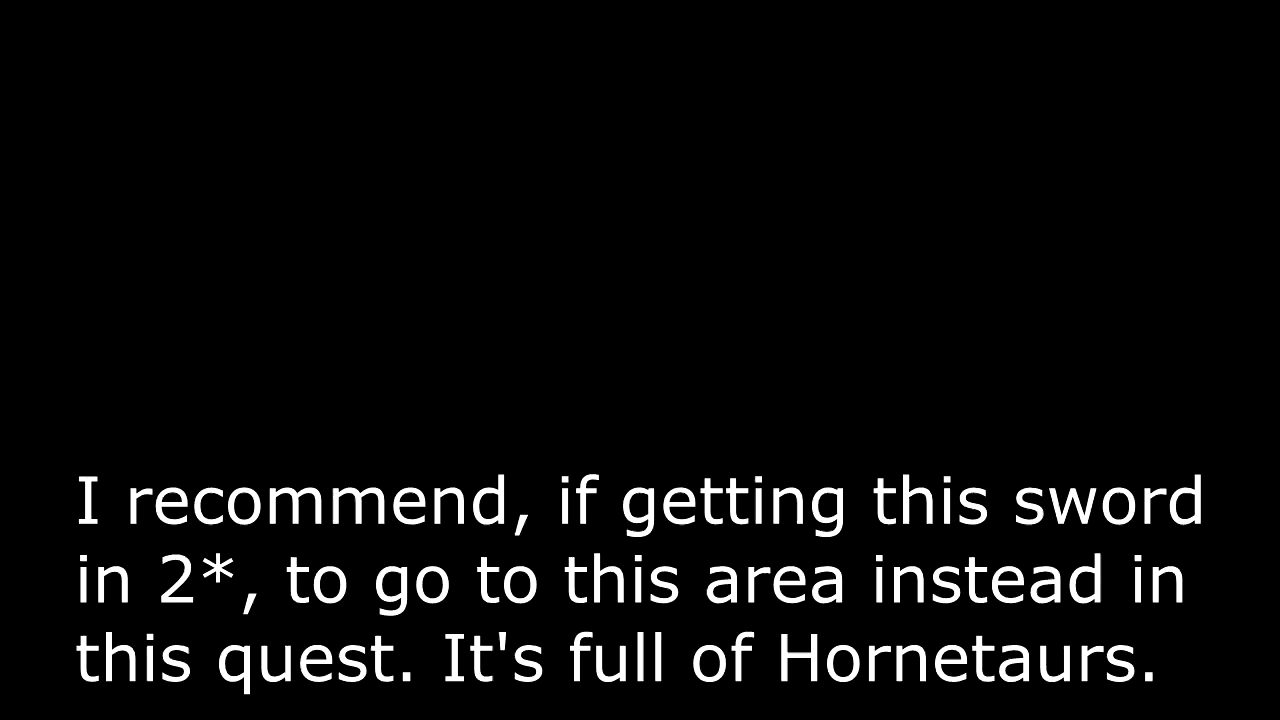 I recommend, if getting this sword
in 2*, to go to this area instead in
this quest. It's full of Hornetaurs.